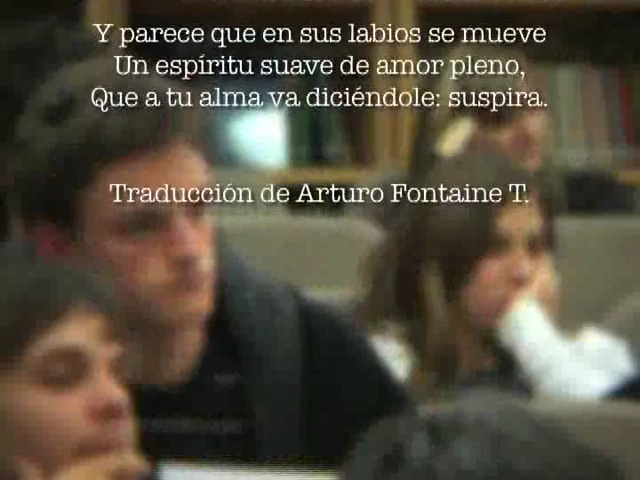 Y parece que en sus labios se mueve
Un espíritu suave de amor pleno,
Que a tu alma va diciéndole: suspira.
Traducción de Arturo Fontaine T.